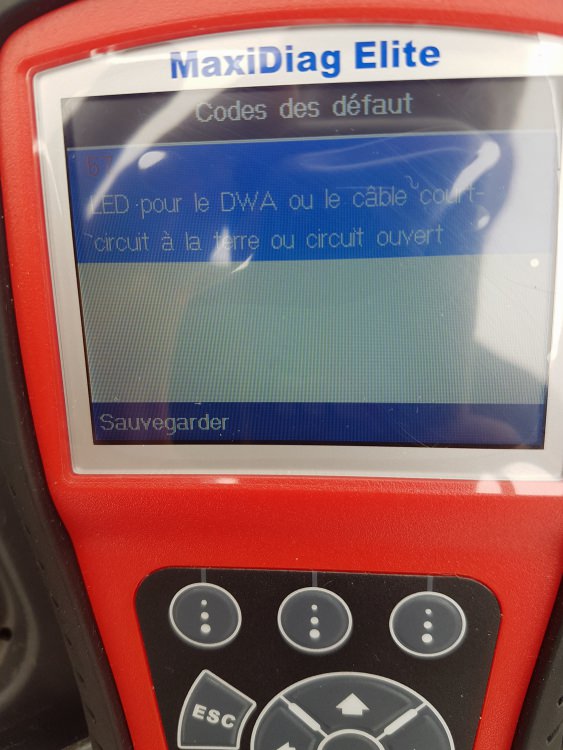 MaxiDiag Elite
Codes des défaut
LED pour le DWA ou le câble court-
circuit à la terre ou circuit ouvert
Sauvegarder
ESC